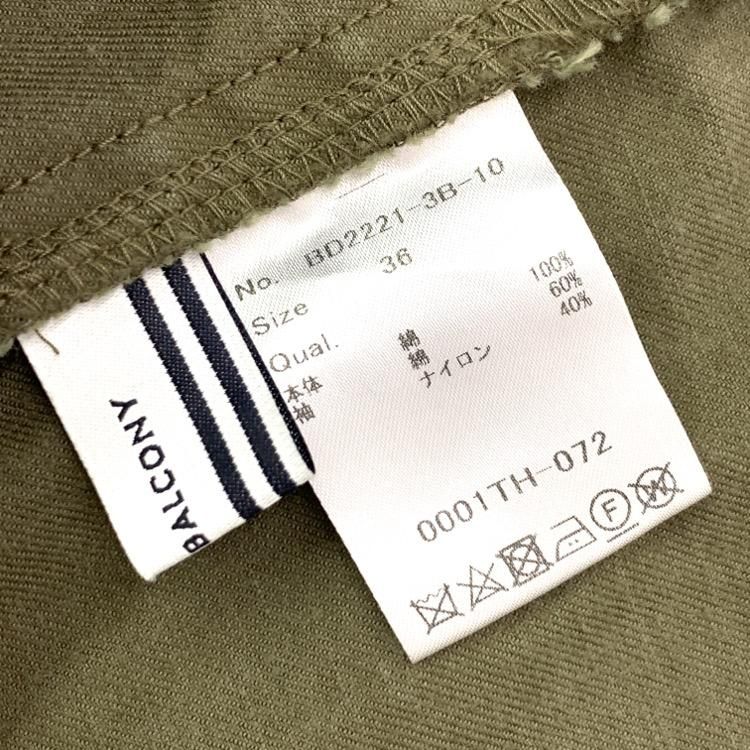 No. BD2221-3B-10
Size 36
Qual.
本体 綿 100%
袖 綿 60%
ナイロン 40%
0001TH-072
F
W
BALCONY